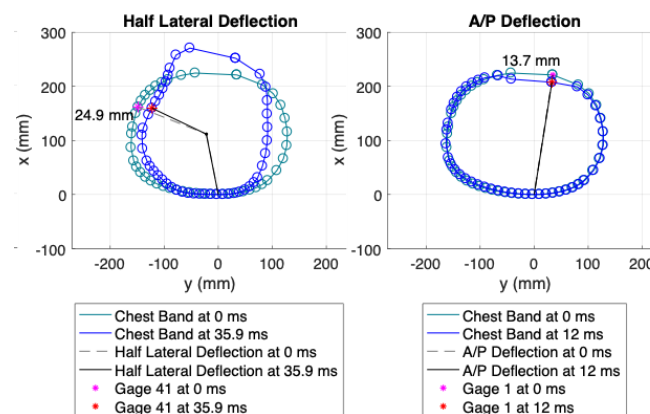 Half Lateral Deflection
300
200
100
0
-100
x (mm)
24.9 mm
-200
-100
0
100
200
y (mm)
Chest Band at 0 ms
Chest Band at 35.9 ms
Half Lateral Deflection at 0 ms
Half Lateral Deflection at 35.9 ms
Gage 41 at 0 ms
Gage 41 at 35.9 ms
A/P Deflection
300
200
100
0
-100
x (mm)
13.7 mm
-200
-100
0
100
200
y (mm)
Chest Band at 0 ms
Chest Band at 12 ms
A/P Deflection at 0 ms
A/P Deflection at 12 ms
Gage 1 at 0 ms
Gage 1 at 12 ms